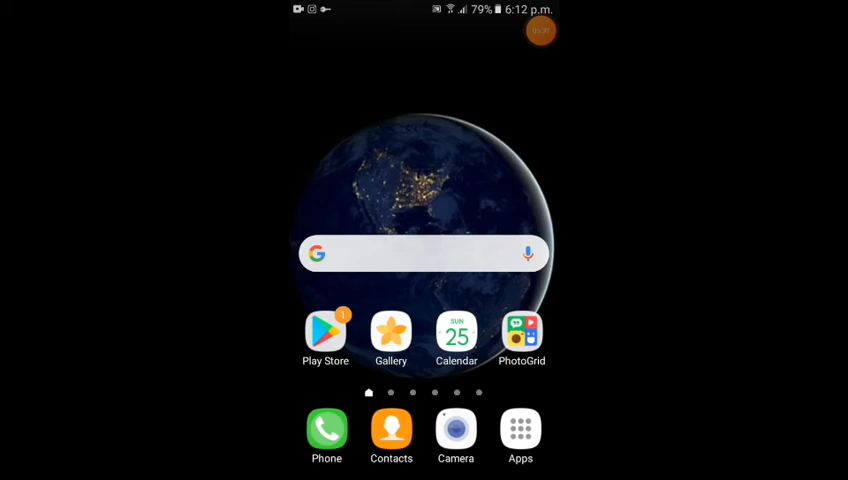 79% 6:12 p.m.
1
SUN
25
Play Store Gallery Calendar PhotoGrid
Phone Contacts Camera Apps